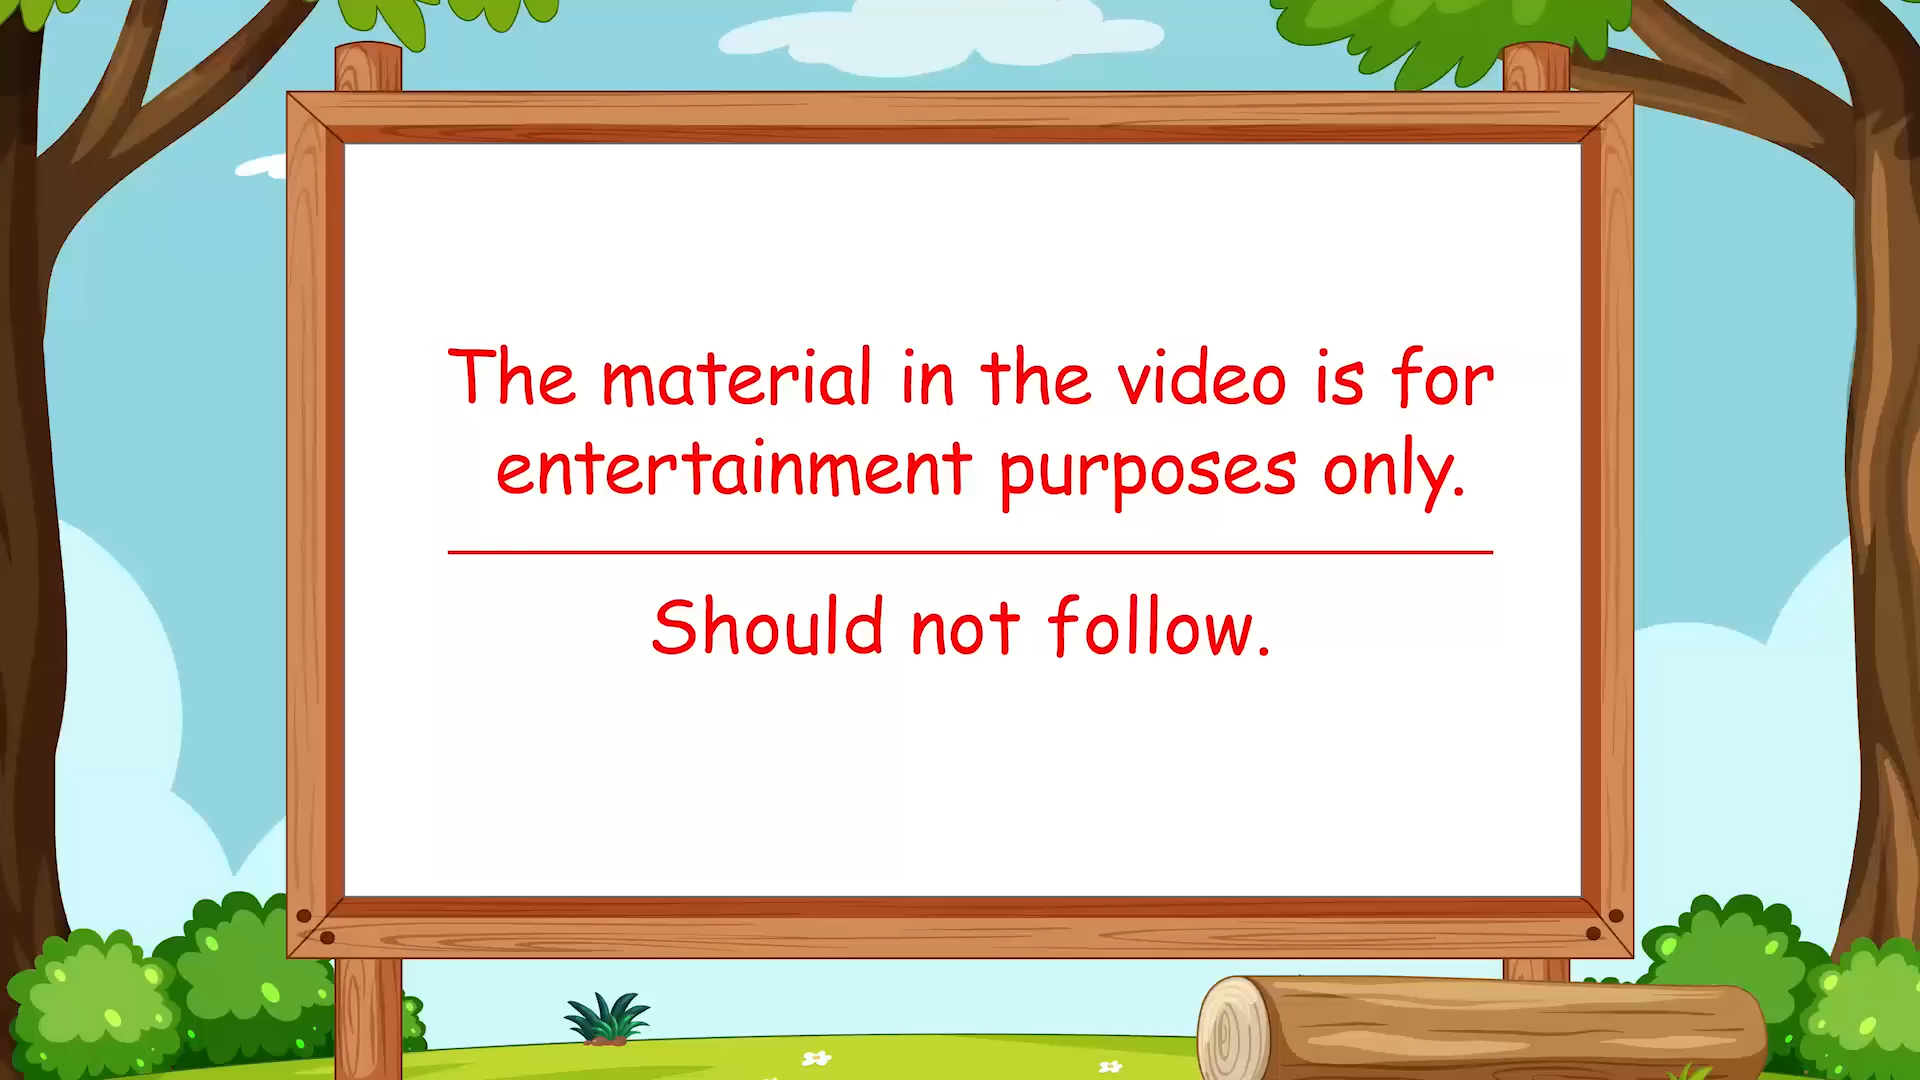 The material in the video is for
entertainment purposes only.
Should not follow.